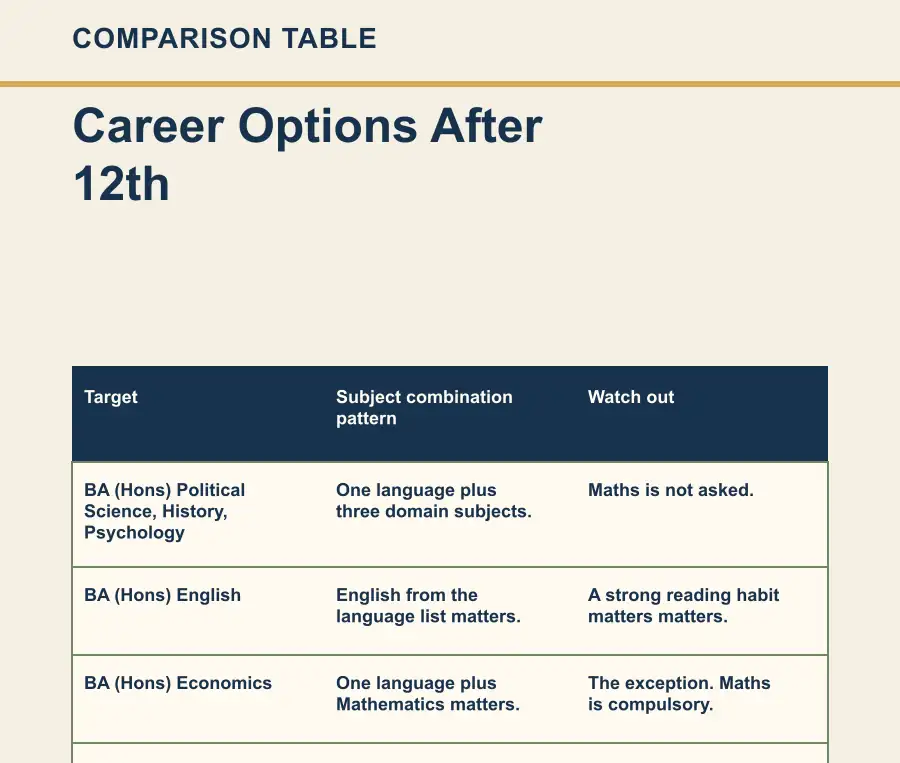 COMPARISON TABLE
Career Options After
12th
Target
Subject combination
pattern
Watch out
BA (Hons) Political
Science, History,
Psychology
One language plus
three domain subjects.
Maths is not asked.
BA (Hons) English
English from the
language list matters.
A strong reading habit
matters matters.
BA (Hons) Economics
One language plus
Mathematics matters.
The exception. Maths
is compulsory.